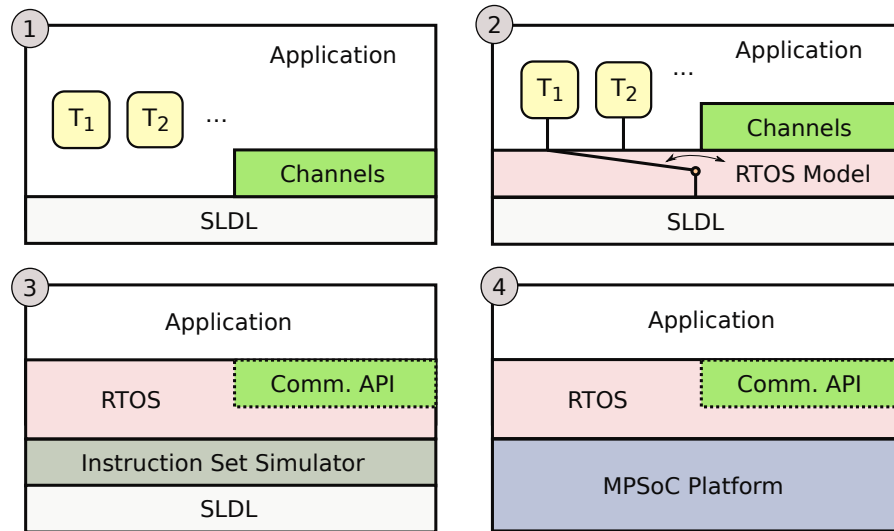 1
Application
T1 T2 ...
Channels
SLDL
2
Application
T1 T2 ...
Channels
RTOS Model
SLDL
3
Application
Comm. API
RTOS
Instruction Set Simulator
SLDL
4
Application
Comm. API
RTOS
MPSoC Platform